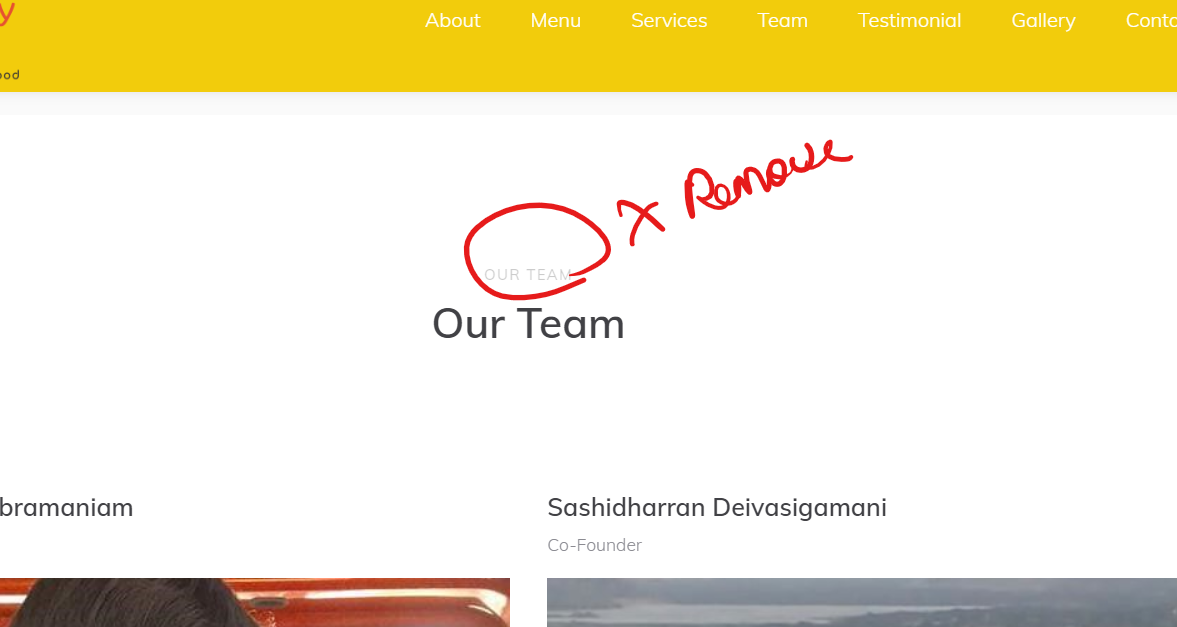 y
About Menu Services Team Testimonial Gallery Conta
ood
X Remove
OUR TEAM
Our Team
bramaniam
Sashidharran Deivasigamani
Co-Founder